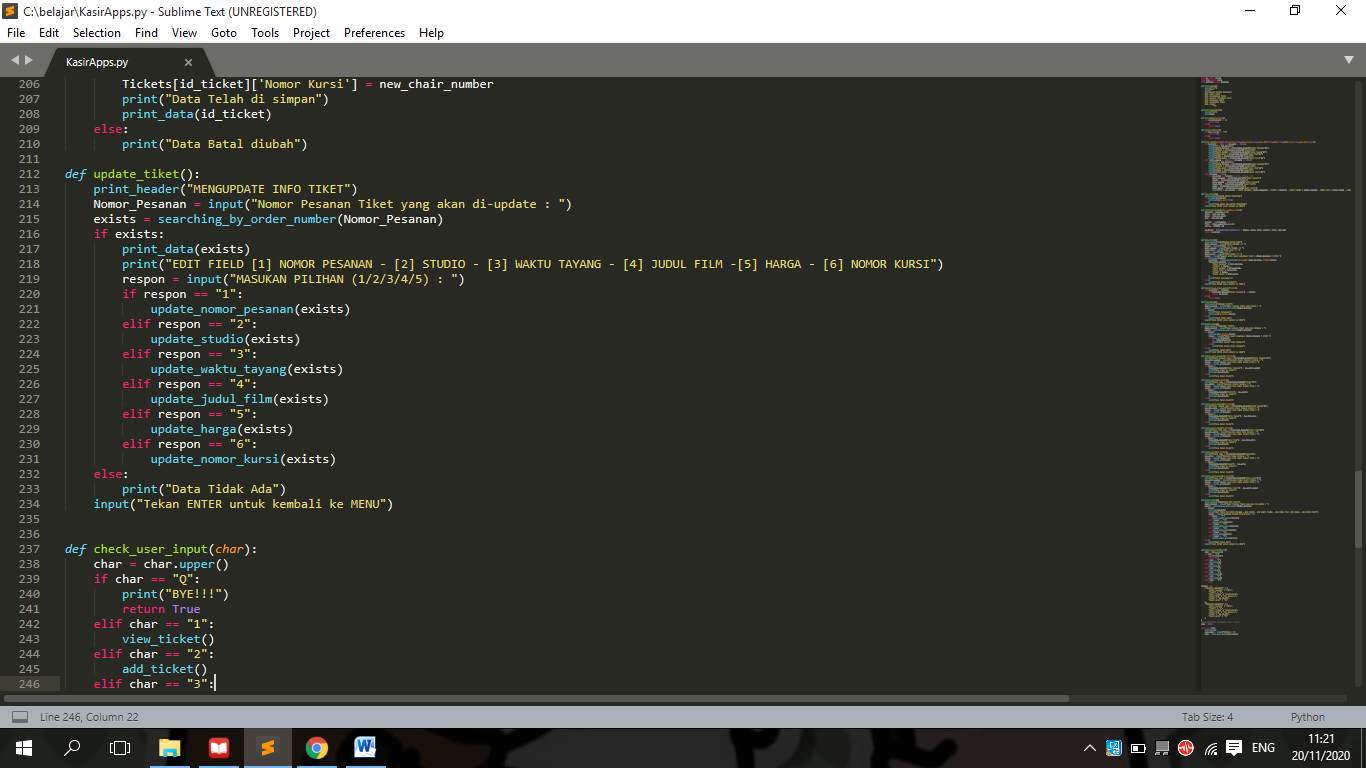 C:\belajar\KasirApps.py - Sublime Text (UNREGISTERED)
File Edit Selection Find View Goto Tools Project Preferences Help
KasirApps.py
206 Tickets[id_ticket]['Nomor Kursi'] = new_chair_number
207 print("Data Telah di simpan")
208 print_data(id_ticket)
209 else:
210 print("Data Batal diubah")
211
212 def update_tiket():
213 print_header("MENGUPDATE INFO TIKET")
214 Nomor_Pesanan = input("Nomor Pesanan Tiket yang akan di-update : ")
215 exists = searching_by_order_number(Nomor_Pesanan)
216 if exists:
217 print_data(exists)
218 print("EDIT FIELD [1] NOMOR PESANAN - [2] STUDIO - [3] WAKTU TAYANG - [4] JUDUL FILM -[5] HARGA - [6] NOMOR KURSI")
219 respon = input("MASUKAN PILIHAN (1/2/3/4/5) : ")
220 if respon == "1":
221 update_nomor_pesanan(exists)
222 elif respon == "2":
223 update_studio(exists)
224 elif respon == "3":
225 update_waktu_tayang(exists)
226 elif respon == "4":
227 update_judul_film(exists)
228 elif respon == "5":
229 update_harga(exists)
230 elif respon == "6":
231 update_nomor_kursi(exists)
232 else:
233 print("Data Tidak Ada")
234 input("Tekan ENTER untuk kembali ke MENU")
235
236
237 def check_user_input(char):
238 char = char.upper()
239 if char == "Q":
240 print("BYE!!!")
241 return True
242 elif char == "1":
243 view_ticket()
244 elif char == "2":
245 add_ticket()
246 elif char == "3":
Line 246, Column 22 Tab Size: 4 Python
ENG
11:21
20/11/2020